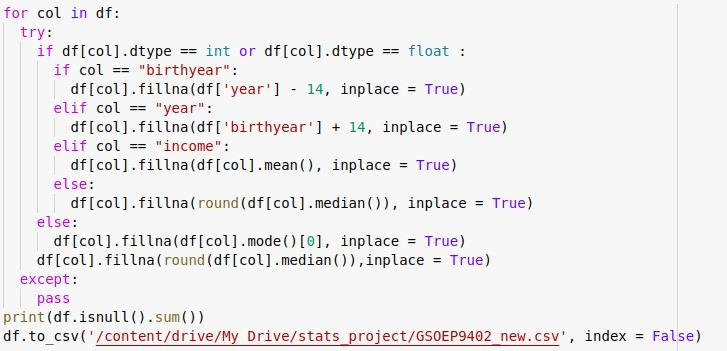 for col in df:
  try:
    if df[col].dtype == int or df[col].dtype == float :
      if col == "birthyear":
        df[col].fillna(df['year'] - 14, inplace = True)
      elif col == "year":
        df[col].fillna(df['birthyear'] + 14, inplace = True)
      elif col == "income":
        df[col].fillna(df[col].mean(), inplace = True)
      else:
        df[col].fillna(round(df[col].median()), inplace = True)
    else:
      df[col].fillna(df[col].mode()[0], inplace = True)
    df[col].fillna(round(df[col].median()),inplace = True)
  except:
    pass
print(df.isnull().sum())
df.to_csv('/content/drive/My Drive/stats_project/GSOEP9402_new.csv', index = False)